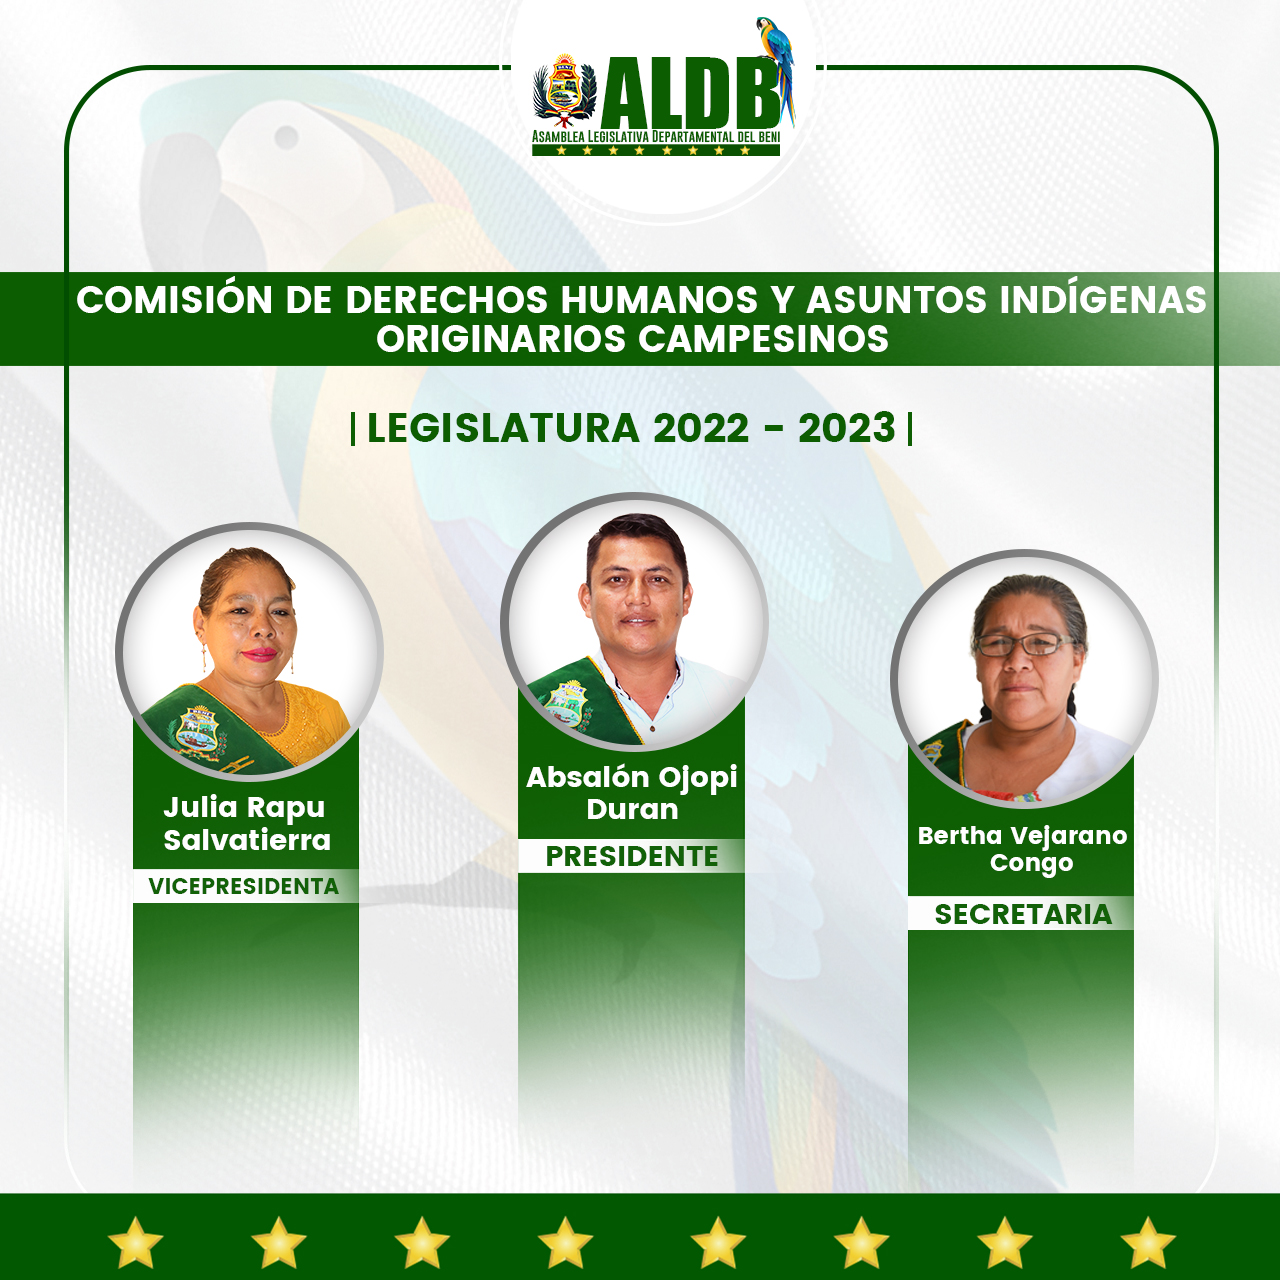 ALDB
ASAMBLEA LEGISLATIVA DEPARTAMENTAL DEL BENI
COMISIÓN DE DERECHOS HUMANOS Y ASUNTOS INDÍGENAS
ORIGINARIOS CAMPESINOS
| LEGISLATURA 2022 - 2023 |
Julia Rapu
Salvatierra
VICEPRESIDENTA
Absalón Ojopi
Duran
PRESIDENTE
Bertha Vejarano
Congo
SECRETARIA